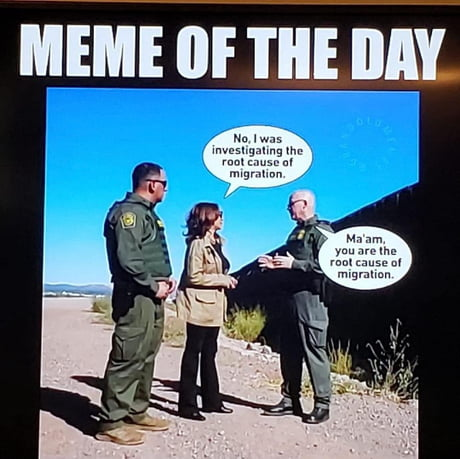 MEME OF THE DAY
No, I was
investigating the
root cause of
migration.
Ma'am,
you are the
root cause of
migration.